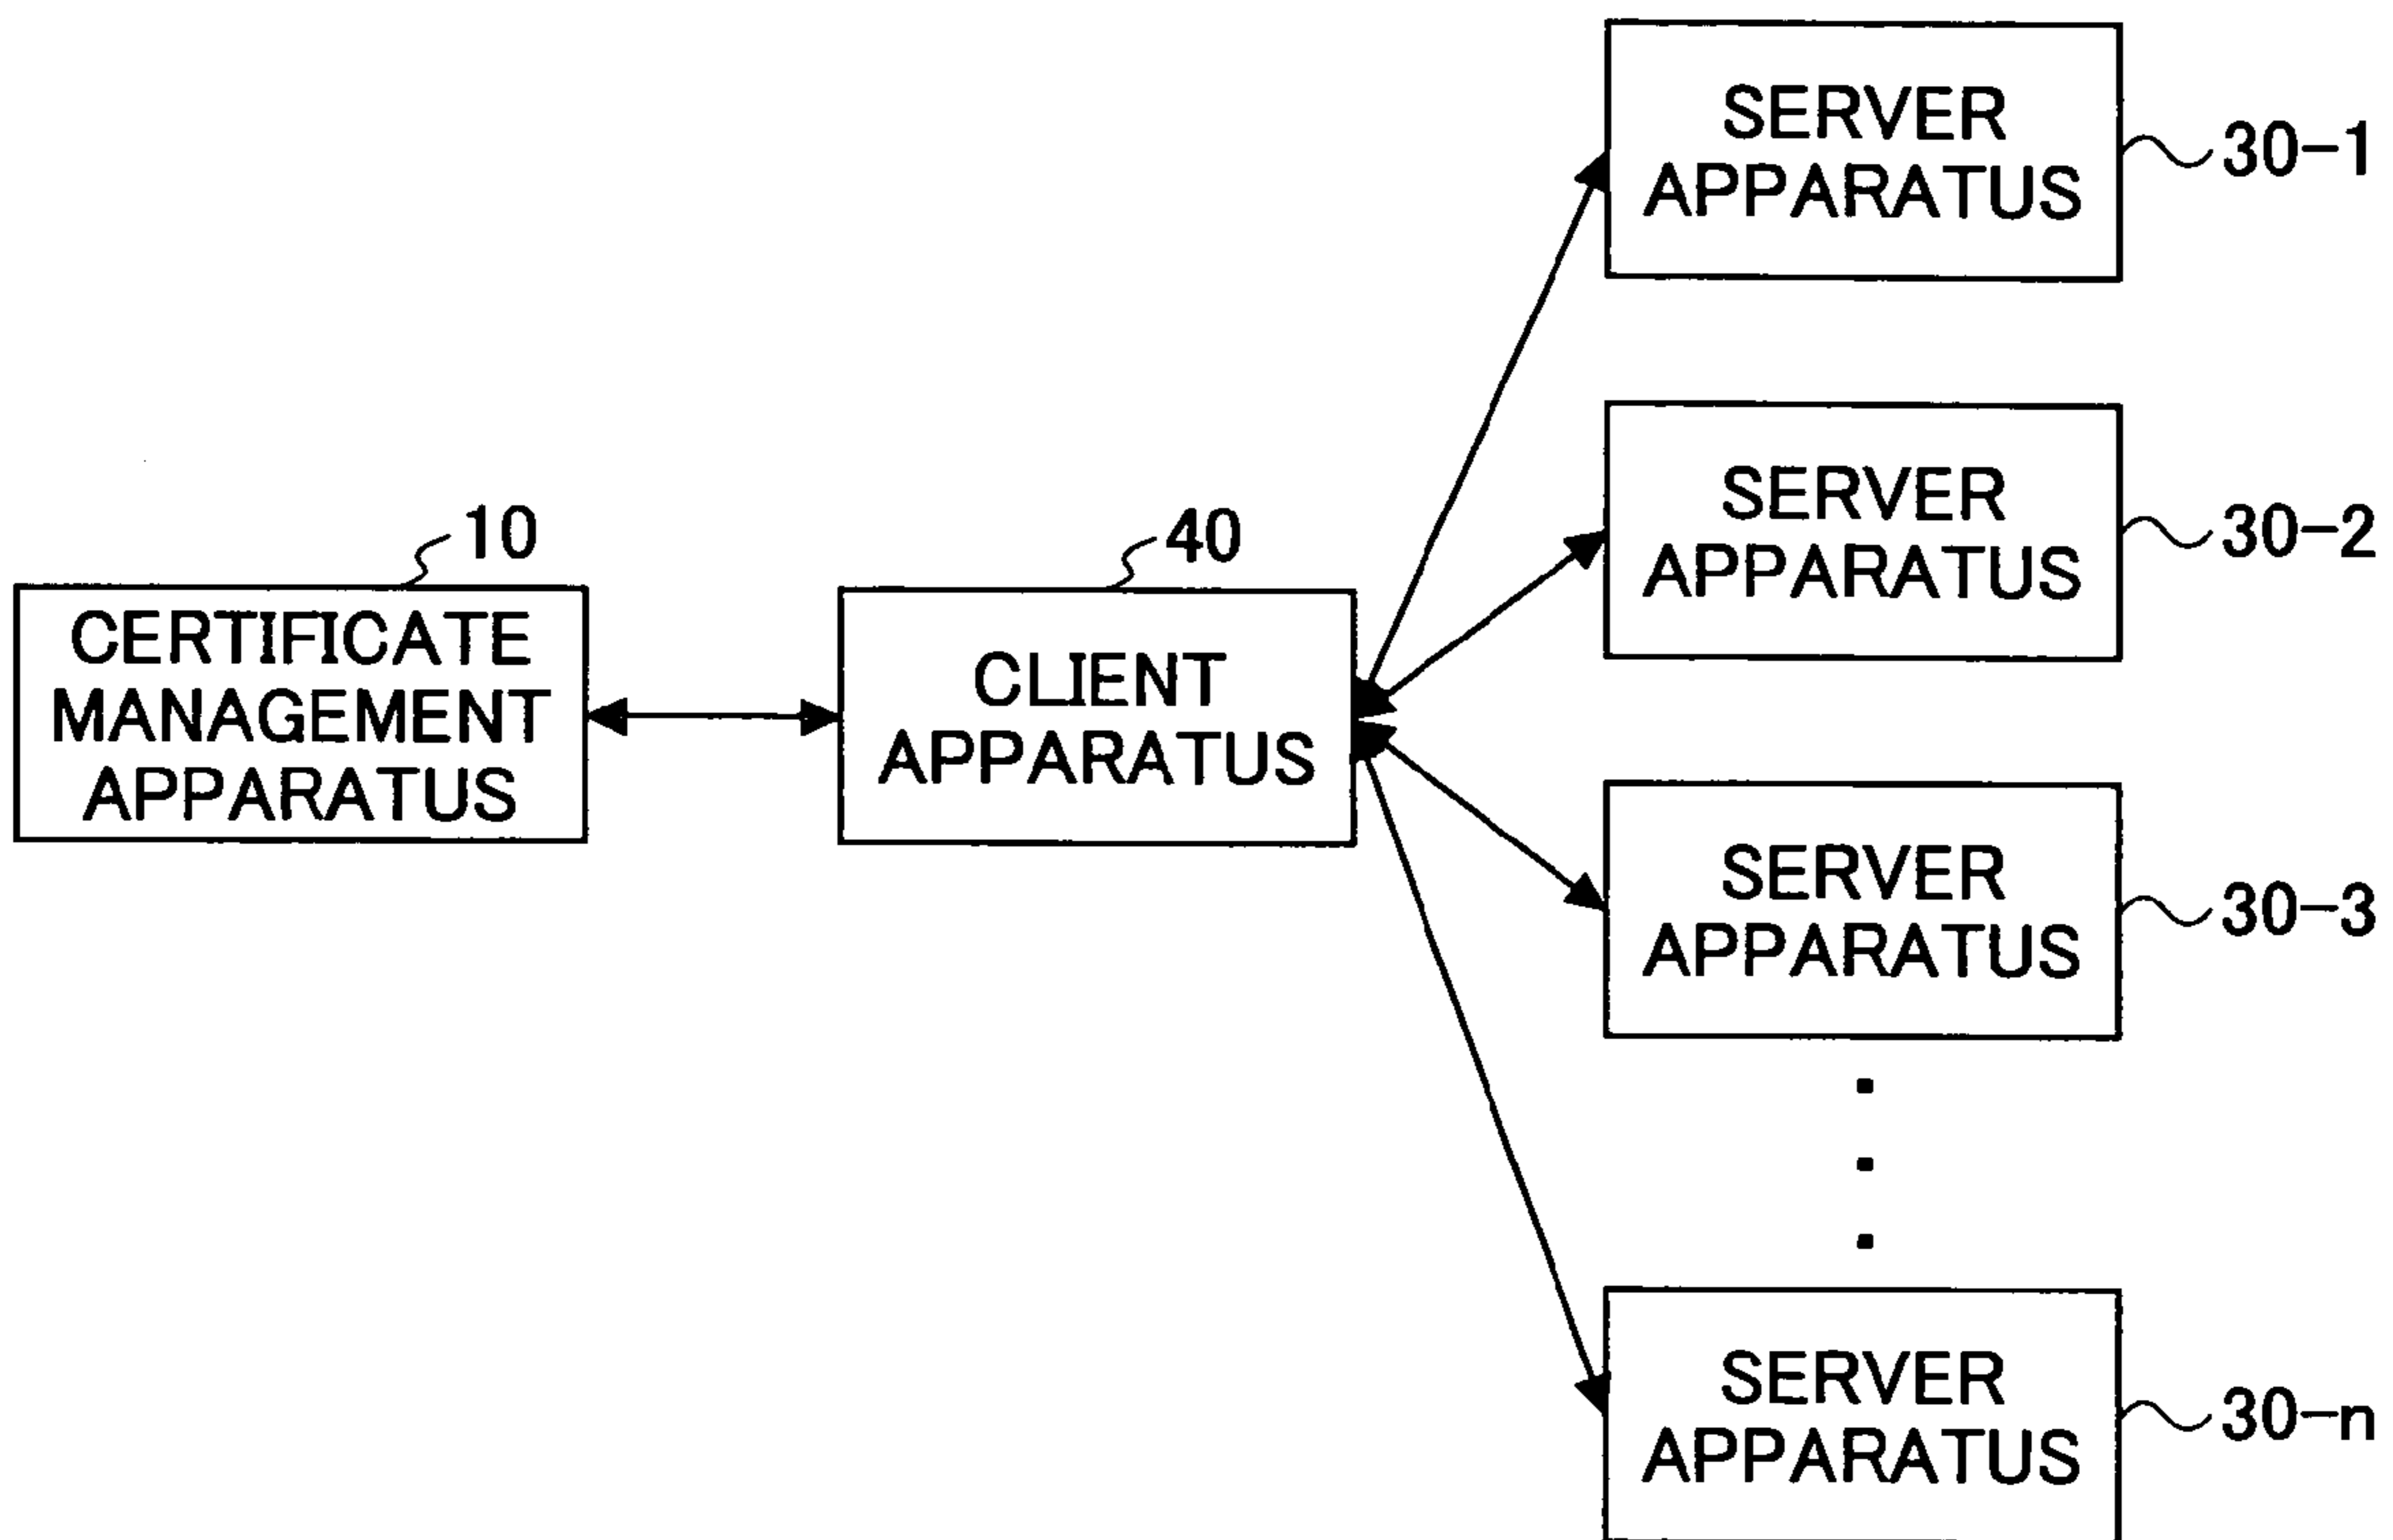 10
CERTIFICATE
MANAGEMENT
APPARATUS
40
CLIENT
APPARATUS
SERVER
APPARATUS
30-1
SERVER
APPARATUS
30-2
SERVER
APPARATUS
30-3
SERVER
APPARATUS
30-n